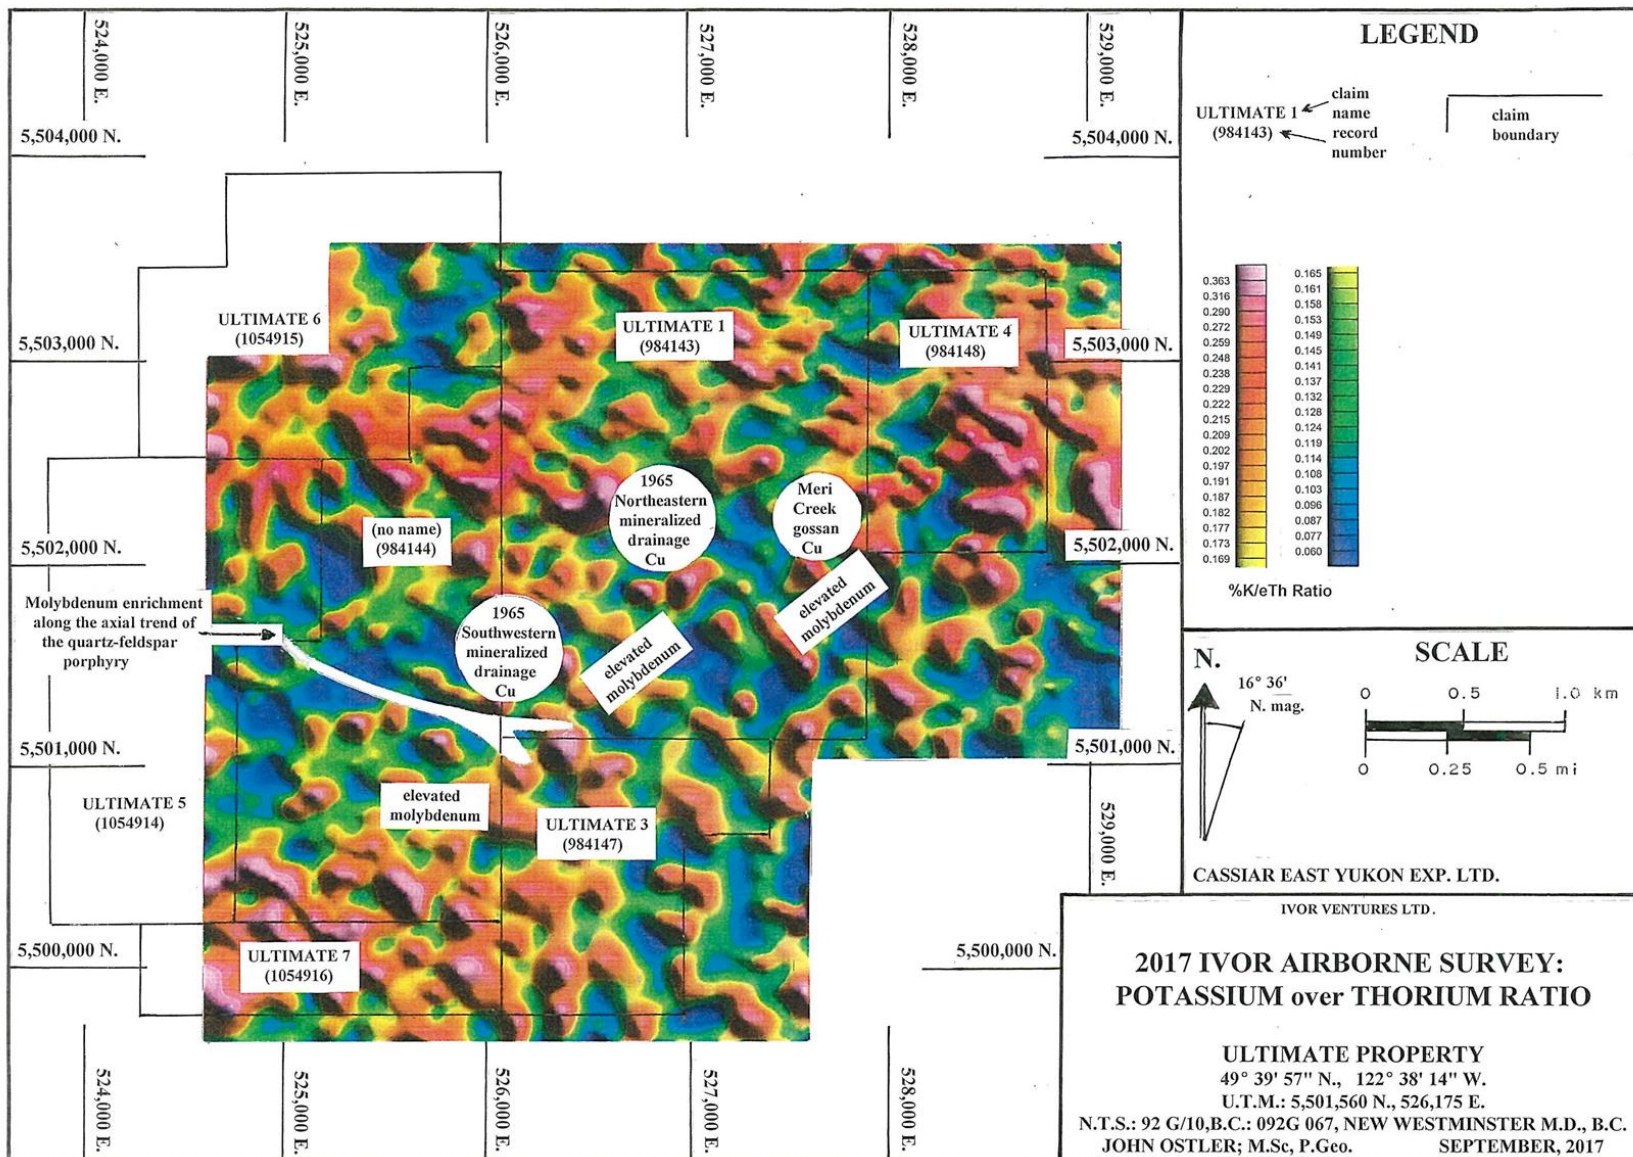 524,000 E.
525,000 E.
526,000 E.
527,000 E.
528,000 E.
529,000 E.
5,504,000 N.
5,504,000 N.
ULTIMATE 6
(1054915)
5,503,000 N.
ULTIMATE 1
(984143)
ULTIMATE 4
(984148)
5,503,000 N.
(no name)
(984144)
1965
Northeastern
mineralized
drainage
Cu
Meri
Creek
gossan
Cu
5,502,000 N.
5,502,000 N.
Molybdenum enrichment
along the axial trend of
the quartz-feldspar
porphyry
1965
Southwestern
mineralized
drainage
Cu
elevated
molybdenum
elevated
molybdenum
5,501,000 N.
5,501,000 N.
ULTIMATE 5
(1054914)
elevated
molybdenum
ULTIMATE 3
(984147)
529,000 E.
5,500,000 N.
ULTIMATE 7
(1054916)
5,500,000 N.
524,000 E.
525,000 E.
526,000 E.
527,000 E.
528,000 E.
LEGEND
ULTIMATE 1
(984143)
claim
name
record
number
claim
boundary
0.363
0.316
0.290
0.272
0.259
0.248
0.238
0.229
0.222
0.215
0.209
0.202
0.197
0.191
0.187
0.182
0.177
0.173
0.169
0.165
0.161
0.158
0.153
0.149
0.145
0.141
0.137
0.132
0.128
0.124
0.119
0.114
0.108
0.103
0.096
0.087
0.077
0.060
%K/eTh Ratio
N.
16° 36'
N. mag.
SCALE
0 0.5 1.0 km
0 0.25 0.5 mi
CASSIAR EAST YUKON EXP. LTD.
IVOR VENTURES LTD.
2017 IVOR AIRBORNE SURVEY:
POTASSIUM over THORIUM RATIO
ULTIMATE PROPERTY
49° 39' 57" N., 122° 38' 14" W.
U.T.M.: 5,501,560 N., 526,175 E.
N.T.S.: 92 G/10,B.C.: 092G 067, NEW WESTMINSTER M.D., B.C.
JOHN OSTLER; M.Sc, P.Geo. SEPTEMBER, 2017